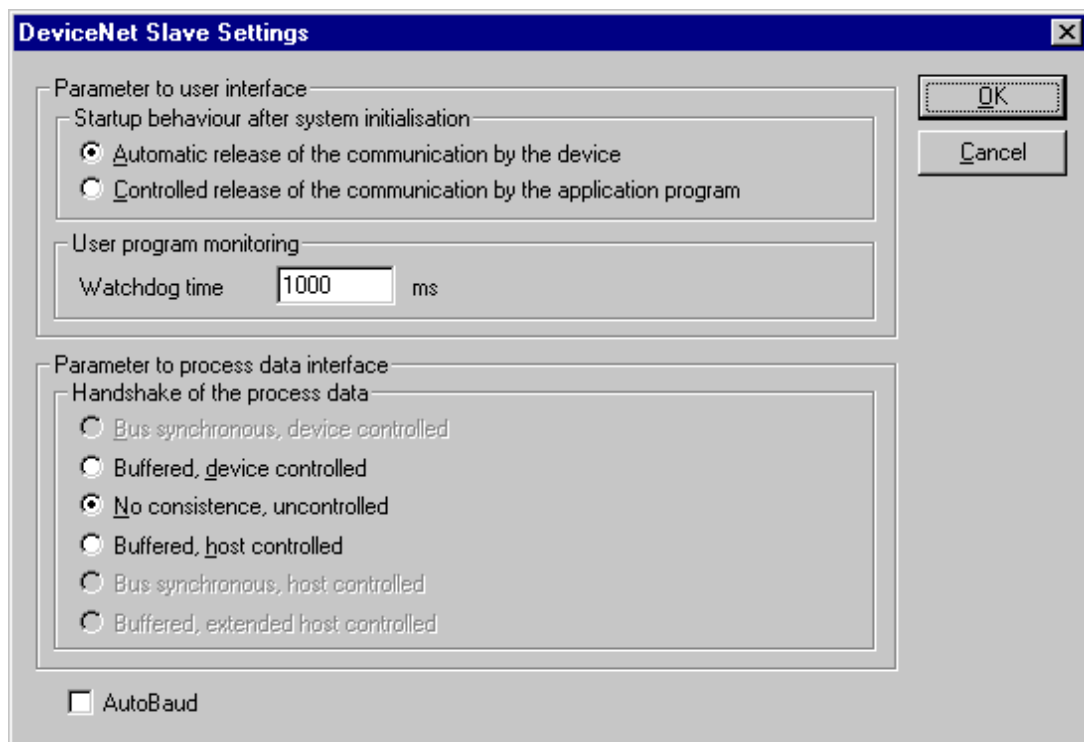 DeviceNet Slave Settings
Parameter to user interface
OK
Startup behaviour after system initialisation
Automatic release of the communication by the device
Cancel
Controlled release of the communication by the application program
User program monitoring
Watchdog time 1000 ms
Parameter to process data interface
Handshake of the process data
Bus synchronous, device controlled
Buffered, device controlled
No consistence, uncontrolled
Buffered, host controlled
Bus synchronous, host controlled
Buffered, extended host controlled
AutoBaud